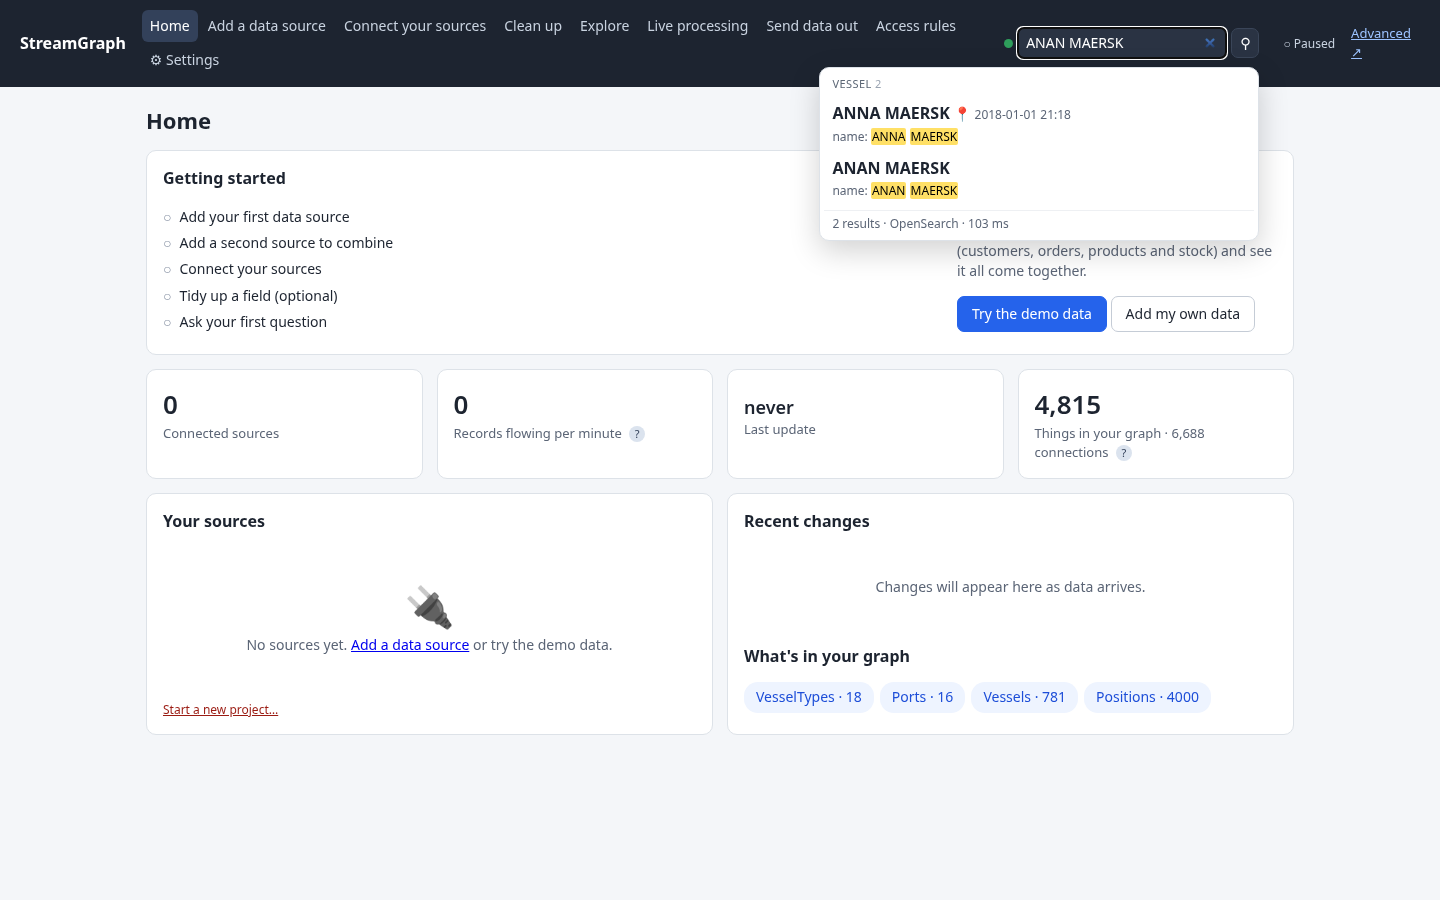 StreamGraph
Home
Add a data source
Connect your sources
Clean up
Explore
Live processing
Send data out
Access rules
⚙ Settings
ANAN MAERSK
○ Paused
Advanced ↗
VESSEL 2
ANNA MAERSK 📍 2018-01-01 21:18
name: ANNA MAERSK
ANAN MAERSK
name: ANAN MAERSK
2 results · OpenSearch · 103 ms
Home
Getting started
○ Add your first data source
○ Add a second source to combine
○ Connect your sources
○ Tidy up a field (optional)
○ Ask your first question
(customers, orders, products and stock) and see
it all come together.
Try the demo data
Add my own data
0
Connected sources
0
Records flowing per minute ?
never
Last update
4,815
Things in your graph · 6,688
connections ?
Your sources
No sources yet. Add a data source or try the demo data.
Start a new project...
Recent changes
Changes will appear here as data arrives.
What's in your graph
VesselTypes · 18
Ports · 16
Vessels · 781
Positions · 4000